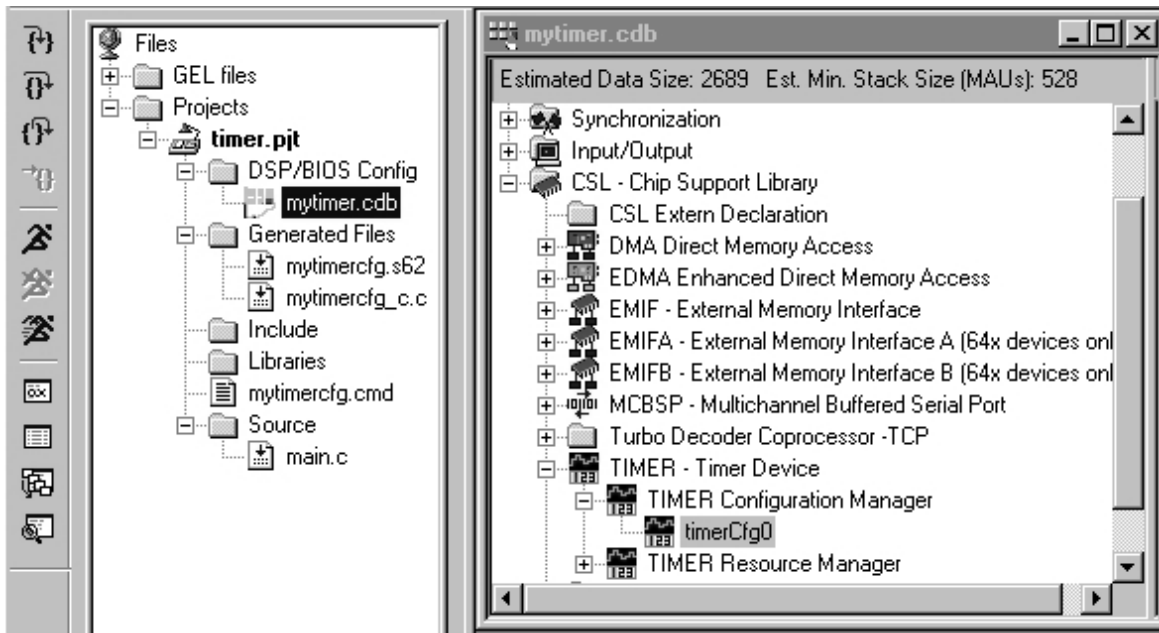 Files
GEL files
Projects
timer.pjt
DSP/BIOS Config
mytimer.cdb
Generated Files
mytimercfg.s62
mytimercfg_c.c
Include
Libraries
mytimercfg.cmd
Source
main.c
mytimer.cdb
Estimated Data Size: 2689 Est. Min. Stack Size (MAUs): 528
Synchronization
Input/Output
CSL - Chip Support Library
CSL Extern Declaration
DMA Direct Memory Access
EDMA Enhanced Direct Memory Access
EMIF - External Memory Interface
EMIFA - External Memory Interface A (64x devices onl
EMIFB - External Memory Interface B (64x devices onl
MCBSP - Multichannel Buffered Serial Port
Turbo Decoder Coprocessor -TCP
TIMER - Timer Device
TIMER Configuration Manager
timerCfg0
TIMER Resource Manager